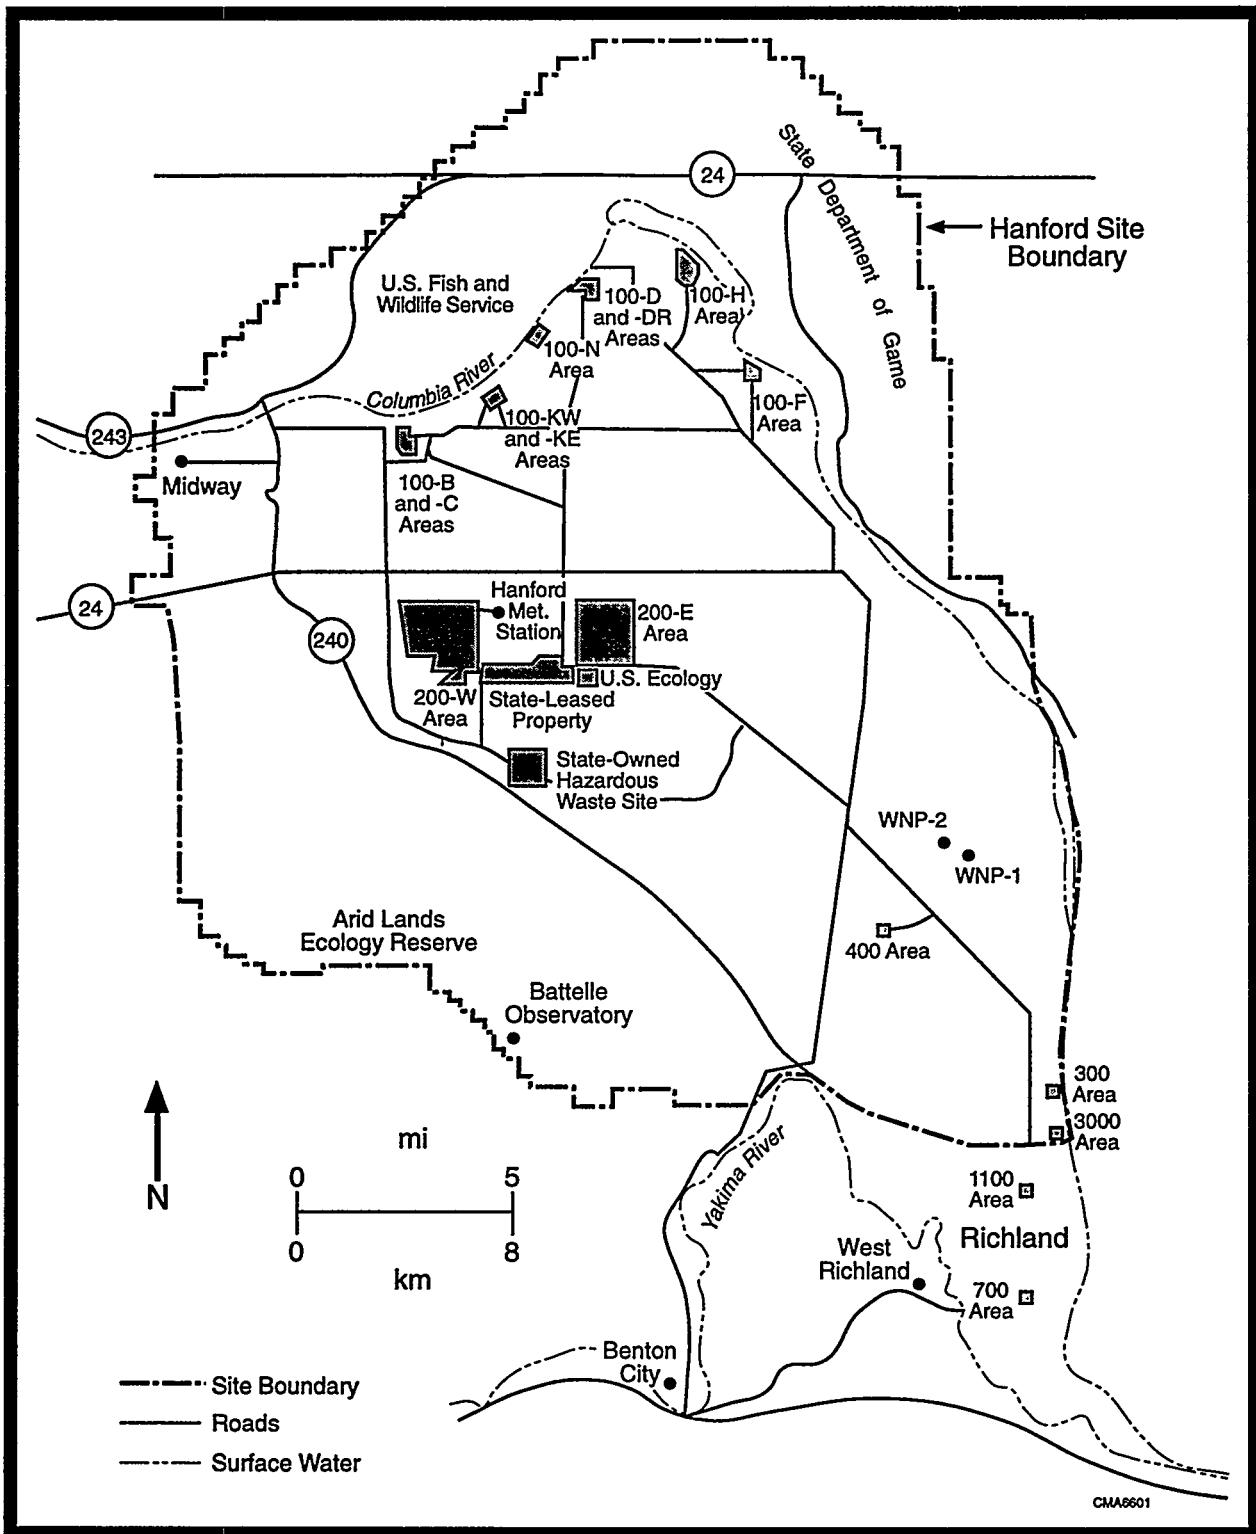 24
State Department of Game
Hanford Site
Boundary
U.S. Fish and
Wildlife Service
100-D
and -DR
Areas
100-H
Area
100-N
Area
Columbia River
100-F
Area
100-KW
and -KE
Areas
243
Midway
100-B
and -C
Areas
24
240
Hanford
Met.
Station
200-E
Area
U.S. Ecology
200-W
Area
State-Leased
Property
State-Owned
Hazardous
Waste Site
WNP-2
WNP-1
Arid Lands
Ecology Reserve
400 Area
Battelle
Observatory
300
Area
3000
Area
N
mi
0 5
0 8
km
Yakima River
1100
Area
Richland
West
Richland
700
Area
Benton
City
Site Boundary
Roads
Surface Water
CMA6601